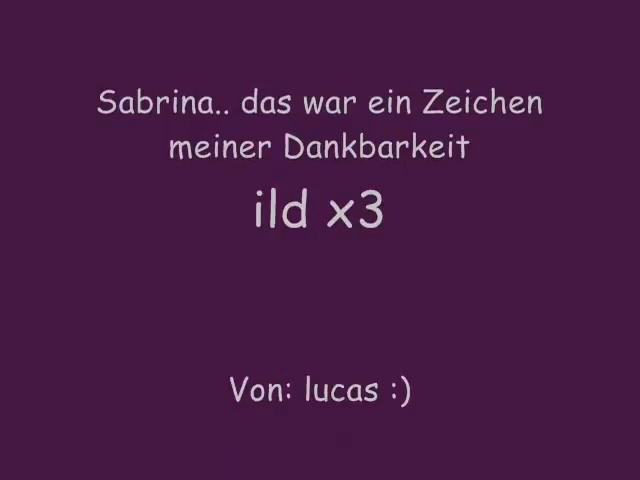 Sabrina.. das war ein Zeichen
meiner Dankbarkeit
ild x3
Von: lucas :)